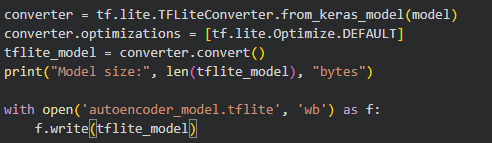 converter = tf.lite.TFLiteConverter.from_keras_model(model)
converter.optimizations = [tf.lite.Optimize.DEFAULT]
tflite_model = converter.convert()
print("Model size:", len(tflite_model), "bytes")
with open('autoencoder_model.tflite', 'wb') as f:
    f.write(tflite_model)